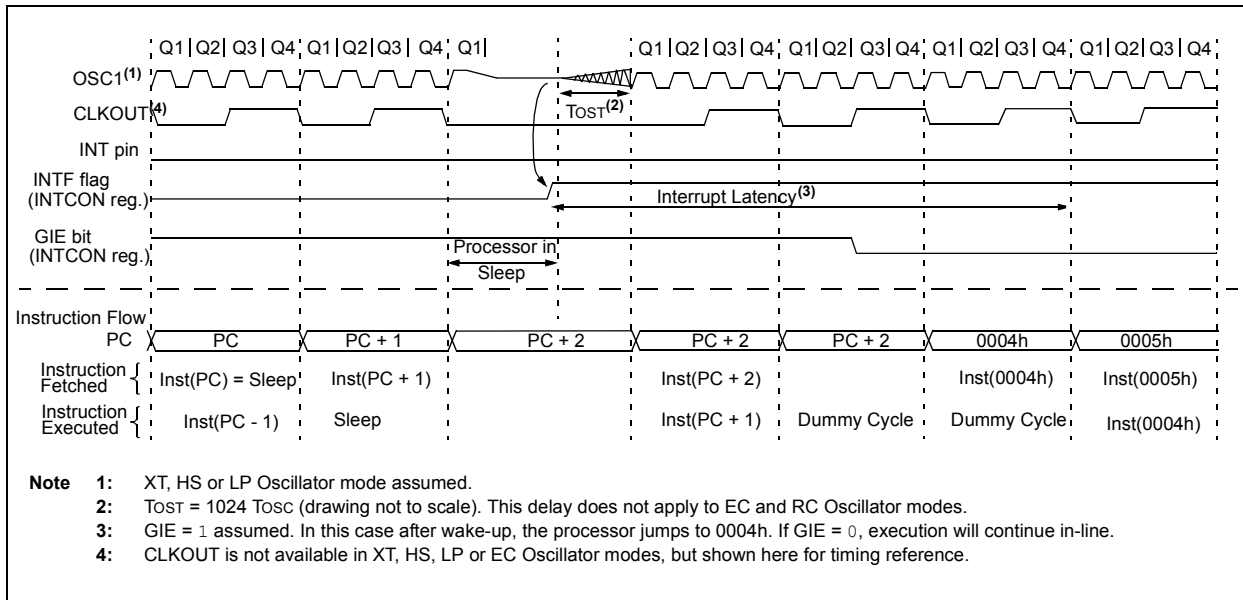 Q1 Q2 Q3 Q4 Q1 Q2 Q3 Q4 Q1 Q1 Q2 Q3 Q4 Q1 Q2 Q3 Q4 Q1 Q2 Q3 Q4 Q1 Q2 Q3 Q4
OSC1(1)
TOST(2)
CLKOUT(4)
INT pin
INTF flag
(INTCON reg.)
Interrupt Latency(3)
GIE bit
(INTCON reg.)
Processor in
Sleep
Instruction Flow
PC PC PC + 1 PC + 2 PC + 2 PC + 2 0004h 0005h
Instruction
Fetched { Inst(PC) = Sleep Inst(PC + 1) Inst(PC + 2) Inst(0004h) Inst(0005h)
Instruction
Executed { Inst(PC - 1) Sleep Inst(PC + 1) Dummy Cycle Dummy Cycle Inst(0004h)
Note 1: XT, HS or LP Oscillator mode assumed.
2: TOST = 1024 TOSC (drawing not to scale). This delay does not apply to EC and RC Oscillator modes.
3: GIE = 1 assumed. In this case after wake-up, the processor jumps to 0004h. If GIE = 0, execution will continue in-line.
4: CLKOUT is not available in XT, HS, LP or EC Oscillator modes, but shown here for timing reference.